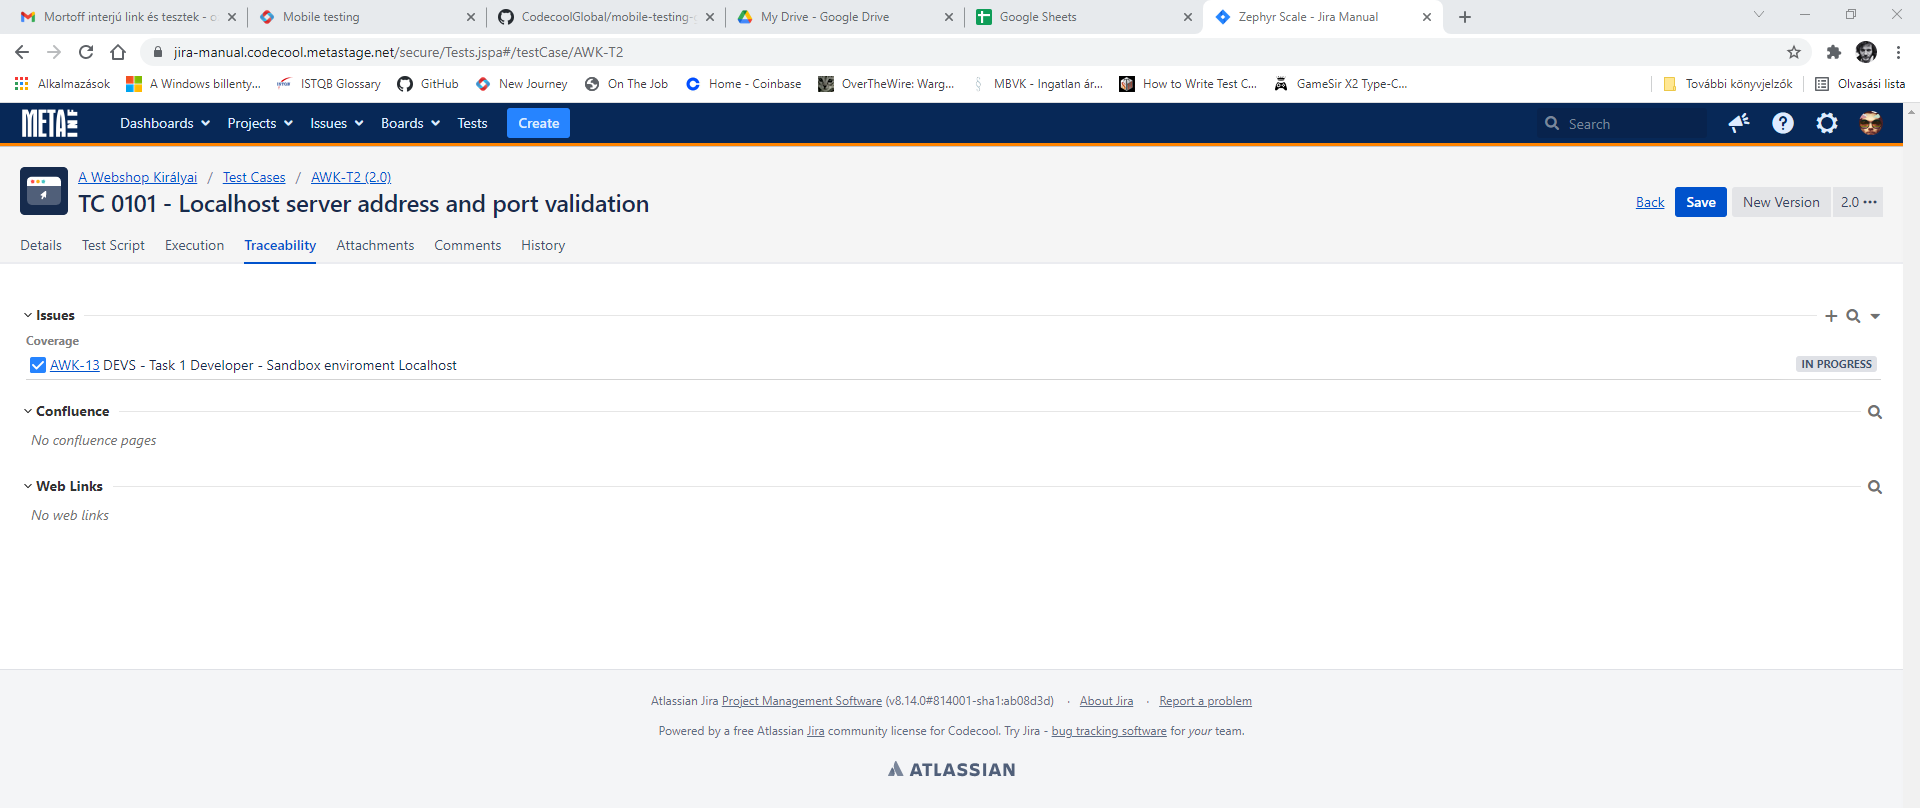 Mortoff interjú link és tesztek - o
Mobile testing
CodecoolGlobal/mobile-testing-
My Drive - Google Drive
Google Sheets
Zephyr Scale - Jira Manual
jira-manual.codecool.metastage.net/secure/Tests.jspa#/testCase/AWK-T2
Alkalmazások
A Windows billenty...
ISTQB Glossary
GitHub
New Journey
On The Job
Home - Coinbase
OverTheWire: Warg...
MBVK - Ingatlan ár...
How to Write Test C...
GameSir X2 Type-C...
További könyvjelzők
Olvasási lista
META INF
Dashboards
Projects
Issues
Boards
Tests
Create
Search
A Webshop Királyai / Test Cases / AWK-T2 (2.0)
TC 0101 - Localhost server address and port validation
Back
Save
New Version
2.0
Details
Test Script
Execution
Traceability
Attachments
Comments
History
Issues
Coverage
AWK-13 DEVS - Task 1 Developer - Sandbox enviroment Localhost
IN PROGRESS
Confluence
No confluence pages
Web Links
No web links
Atlassian Jira Project Management Software (v8.14.0#814001-sha1:ab08d3d) · About Jira · Report a problem
Powered by a free Atlassian Jira community license for Codecool. Try Jira - bug tracking software for your team.
ATLASSIAN